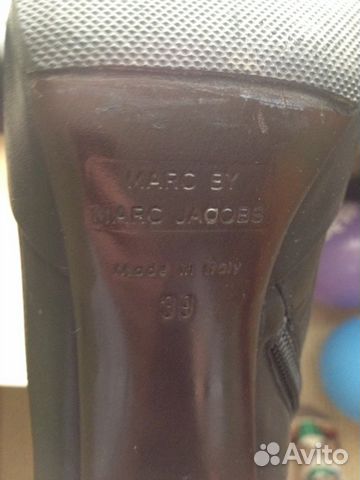 MARC BY
MARC JACOBS
Made in Italy
39
Avito